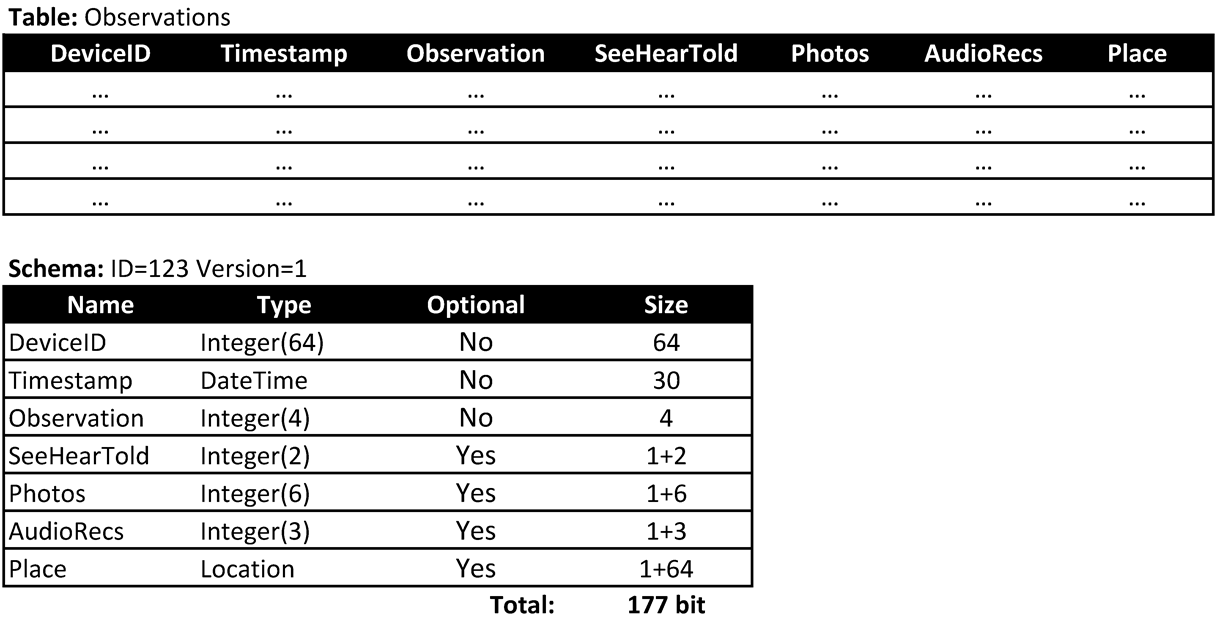 Table: Observations
DeviceID Timestamp Observation SeeHearTold Photos AudioRecs Place
... ... ... ... ... ... ...
... ... ... ... ... ... ...
... ... ... ... ... ... ...
... ... ... ... ... ... ...
Schema: ID=123 Version=1
Name Type Optional Size
DeviceID Integer(64) No 64
Timestamp DateTime No 30
Observation Integer(4) No 4
SeeHearTold Integer(2) Yes 1+2
Photos Integer(6) Yes 1+6
AudioRecs Integer(3) Yes 1+3
Place Location Yes 1+64
Total: 177 bit